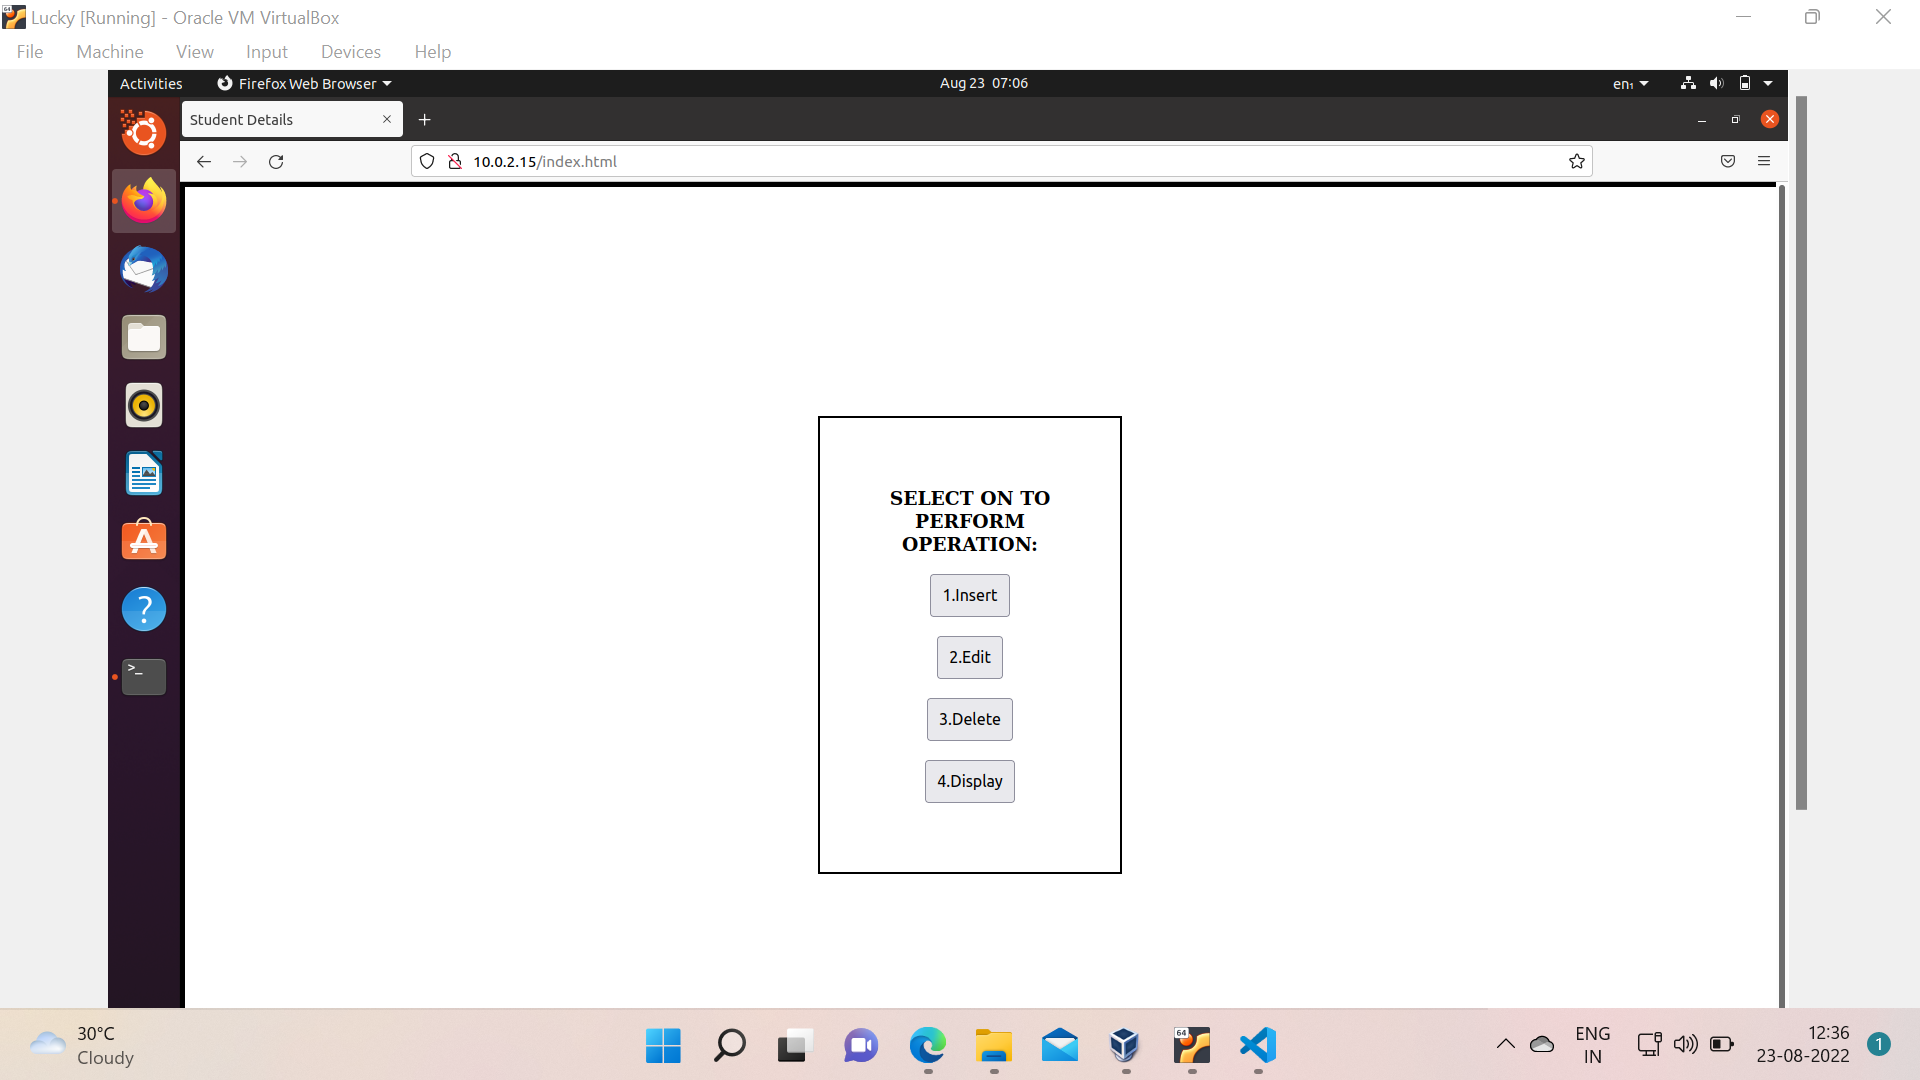 Lucky [Running] - Oracle VM VirtualBox
File Machine View Input Devices Help
Activities Firefox Web Browser Aug 23 07:06 en₁
Student Details
10.0.2.15/index.html
SELECT ON TO
PERFORM
OPERATION:
1.Insert
2.Edit
3.Delete
4.Display
30°C
Cloudy
64
ENG
IN
12:36
23-08-2022
1